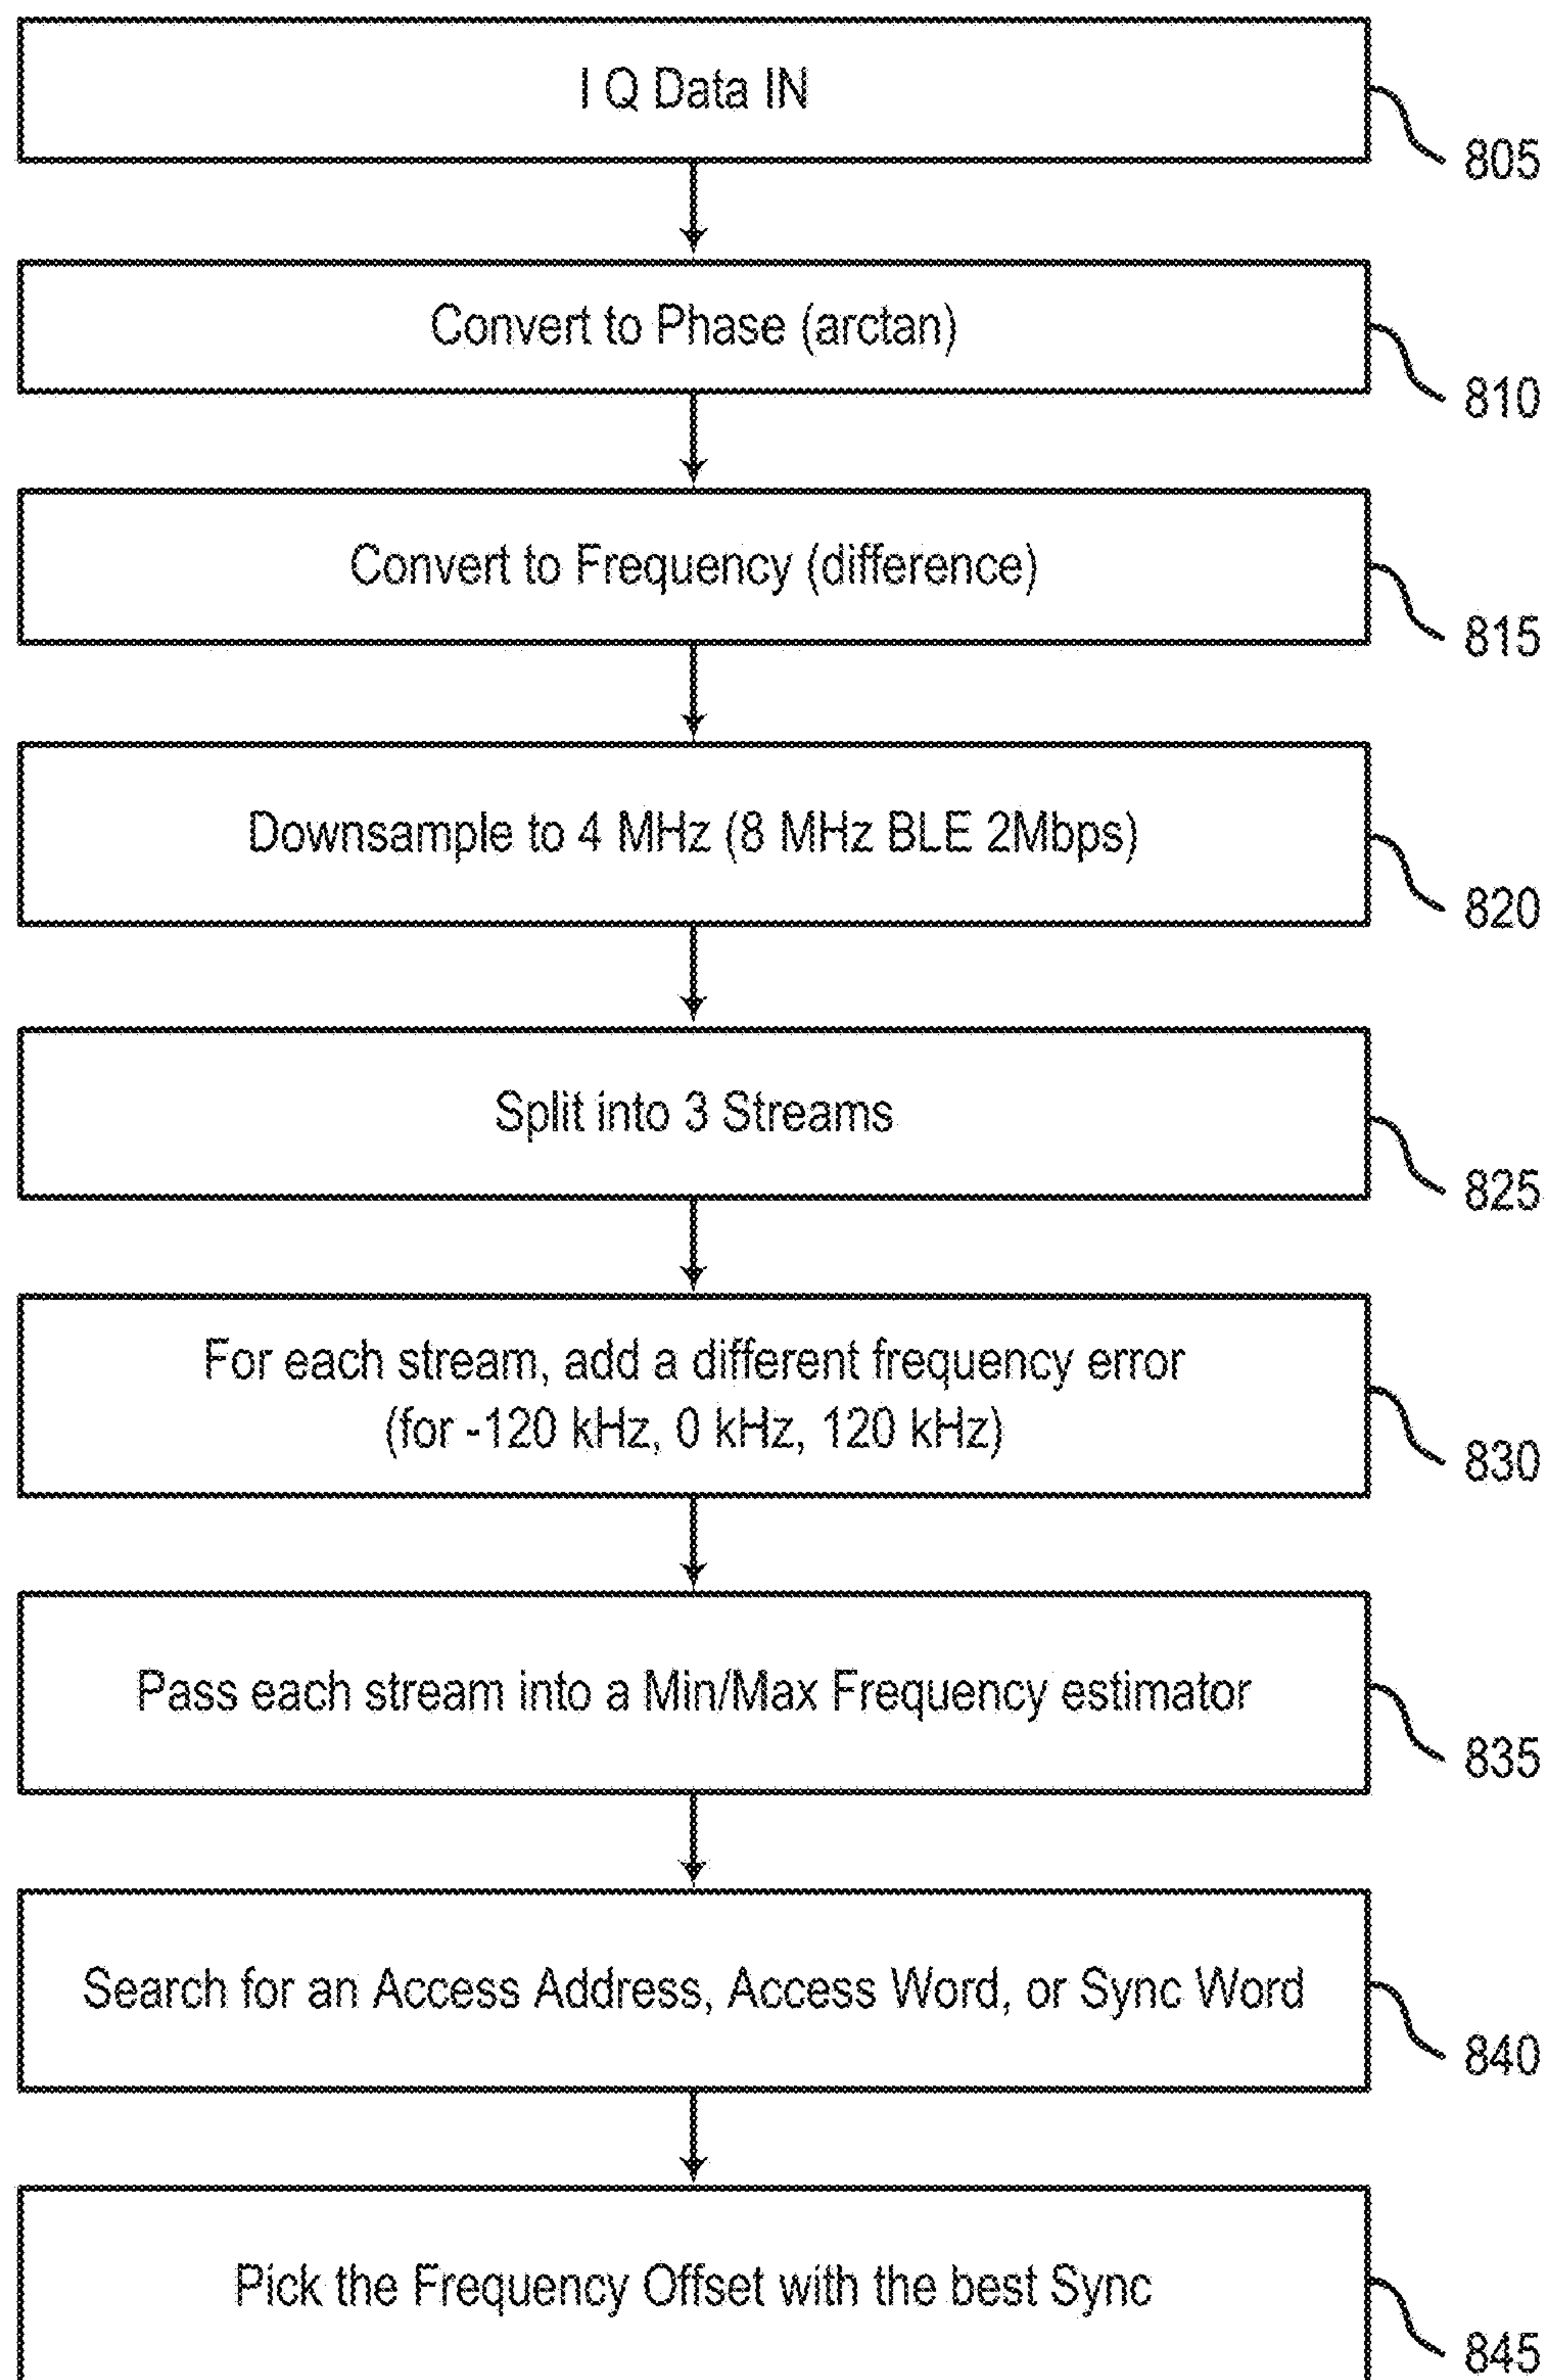 I Q Data IN
805
Convert to Phase (arctan)
810
Convert to Frequency (difference)
815
Downsample to 4 MHz (8 MHz BLE 2Mbps)
820
Split into 3 Streams
825
For each stream, add a different frequency error
(for -120 kHz, 0 kHz, 120 kHz)
830
Pass each stream into a Min/Max Frequency estimator
835
Search for an Access Address, Access Word, or Sync Word
840
Pick the Frequency Offset with the best Sync
845